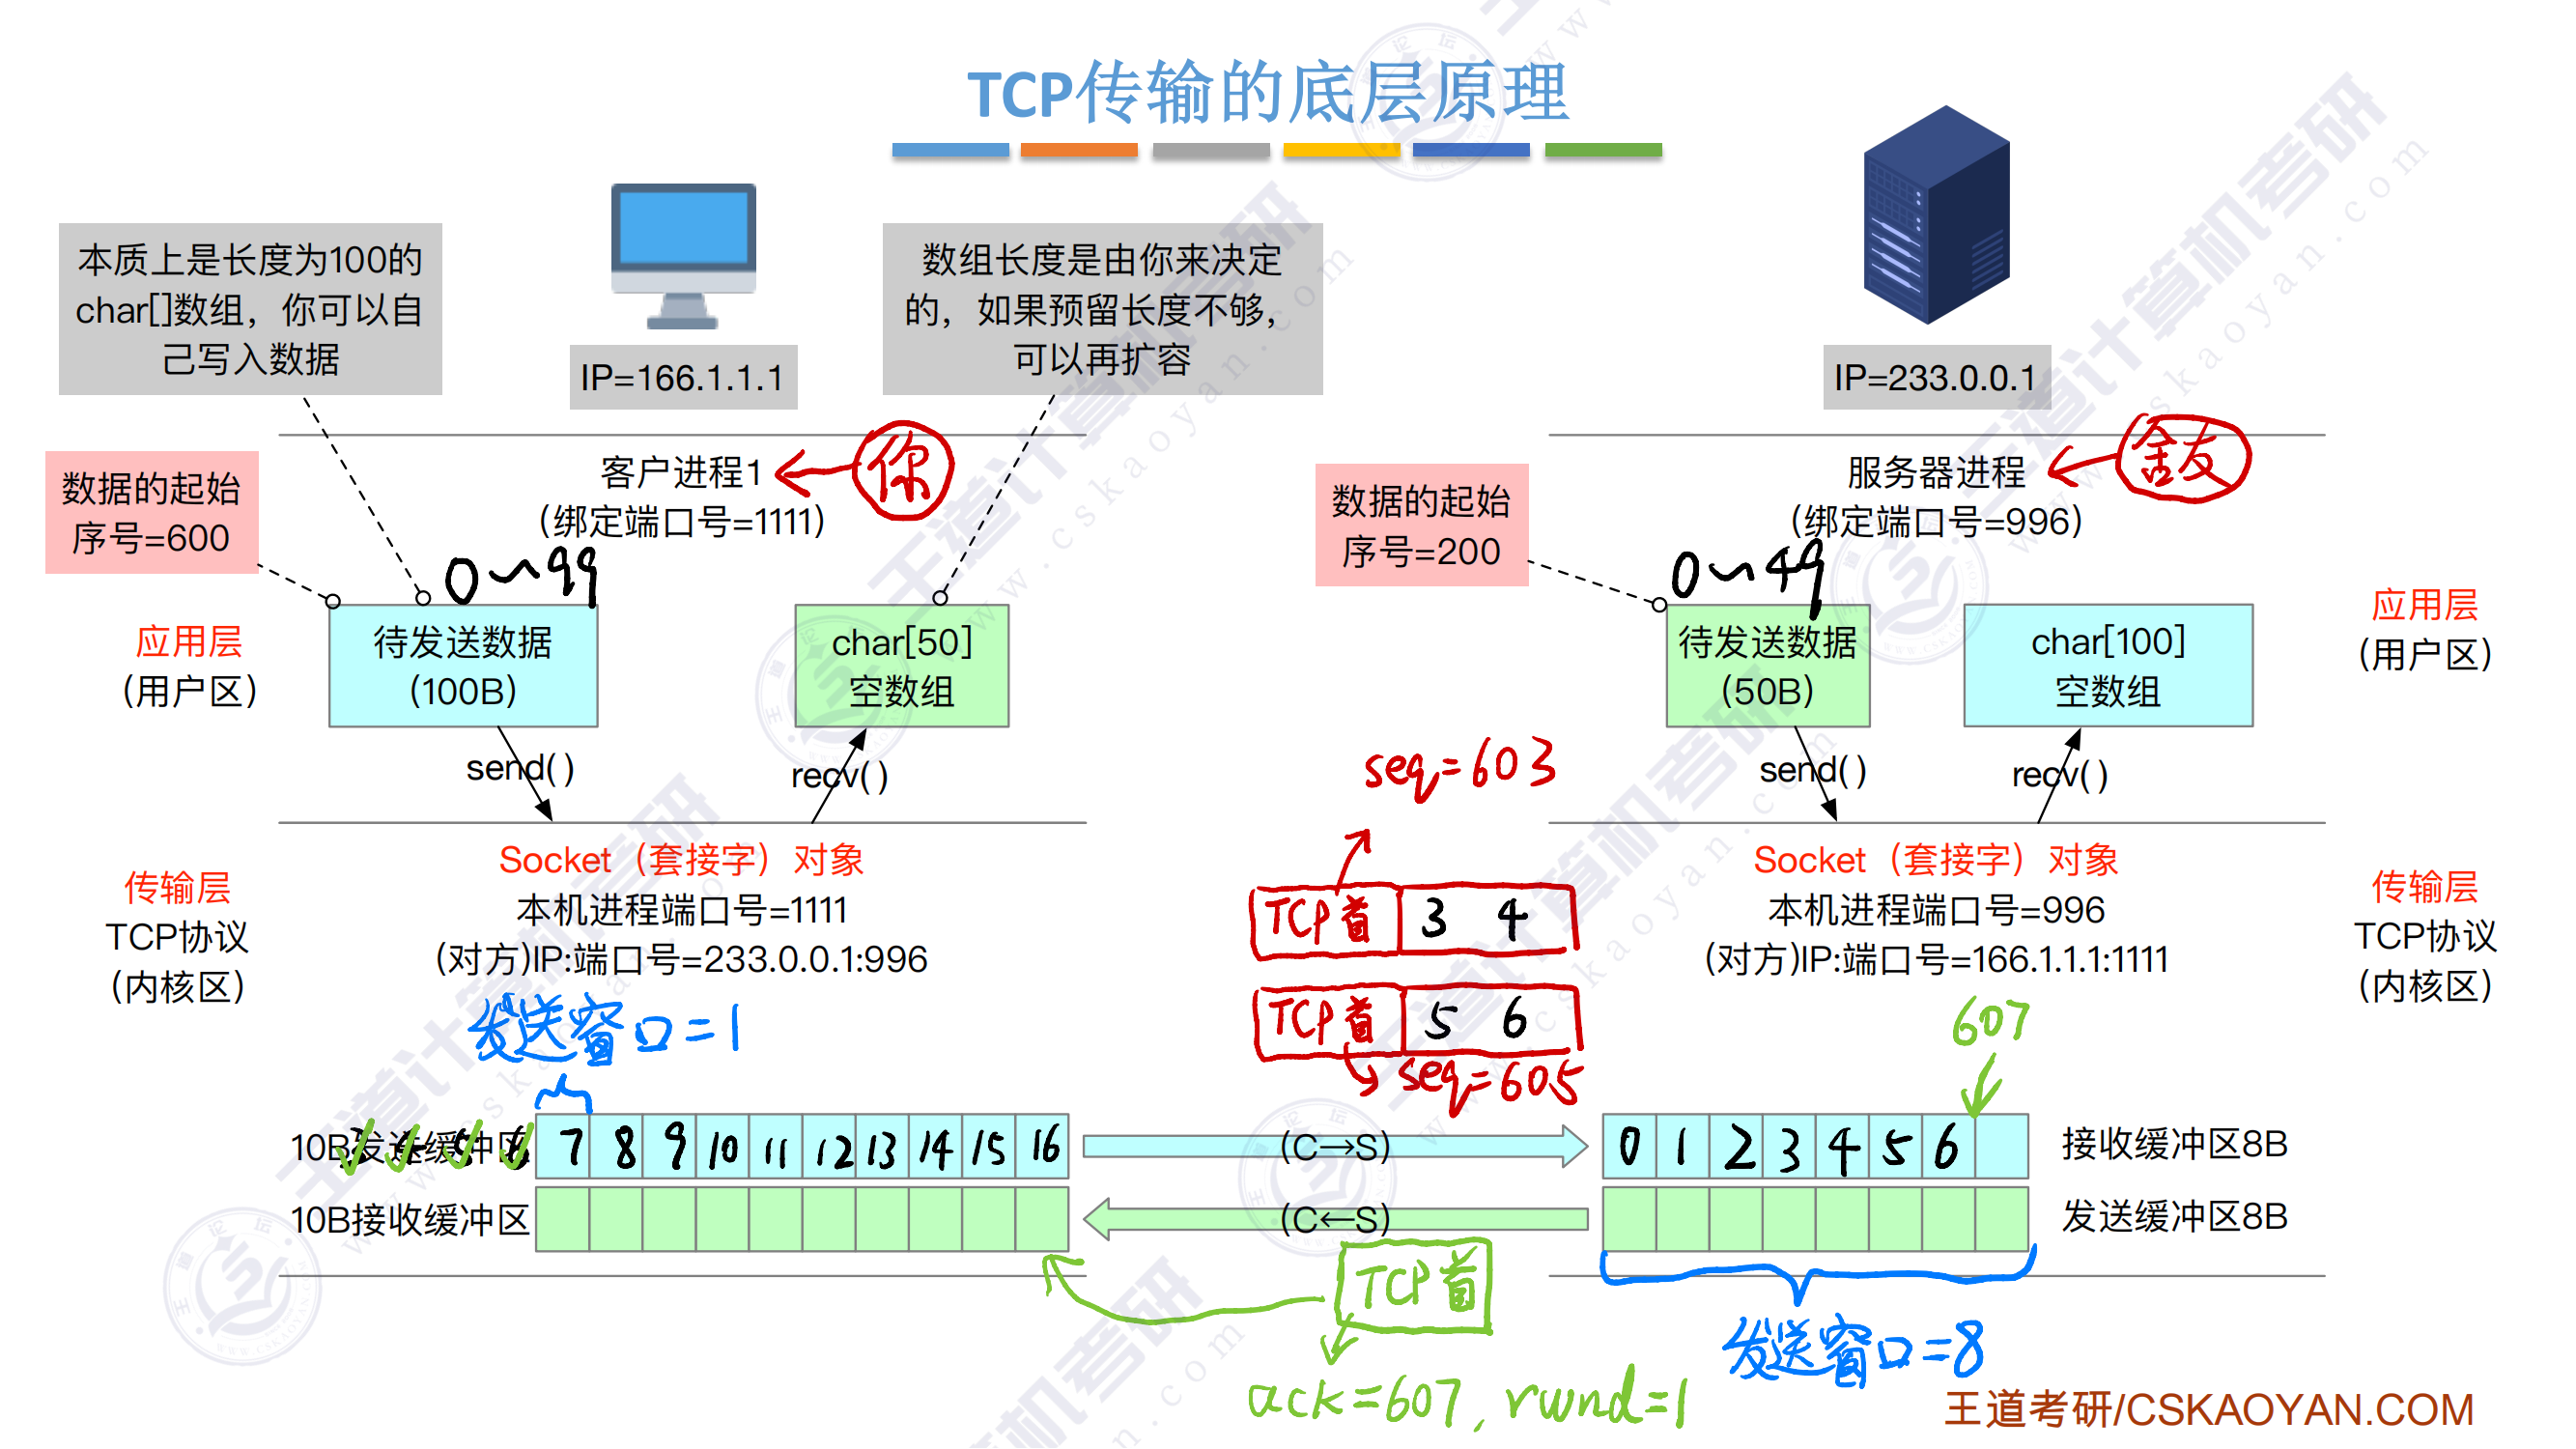 TCP传输的底层原理
本质上是长度为100的
char[]数组，你可以自
己写入数据
IP=166.1.1.1
数组长度是由你来决定
的，如果预留长度不够，
可以再扩容
IP=233.0.0.1
数据的起始
序号=600
客户进程1
(绑定端口号=1111)
你
数据的起始
序号=200
服务器进程
(绑定端口号=996)
0～99
0～49
应用层
(用户区)
待发送数据
(100B)
char[50]
空数组
待发送数据
(50B)
char[100]
空数组
应用层
(用户区)
send()
recv()
seq=603
send()
recv()
传输层
TCP协议
(内核区)
Socket（套接字）对象
本机进程端口号=1111
(对方)IP:端口号=233.0.0.1:996
TCP首 3 4
TCP首 5 6
seq=605
Socket（套接字）对象
本机进程端口号=996
(对方)IP:端口号=166.1.1.1:1111
传输层
TCP协议
(内核区)
发送窗口=1
607
10B发送缓冲区
3 4 5 6
7 8 9 10 11 12 13 14 15 16
(C→S)
0 1 2 3 4 5 6
接收缓冲区8B
10B接收缓冲区
(C←S)
发送缓冲区8B
TCP首
ack=607, rwnd=1
发送窗口=8
王道考研/CSKAOYAN.COM
王道计算机考研
www.cskaoyan.com